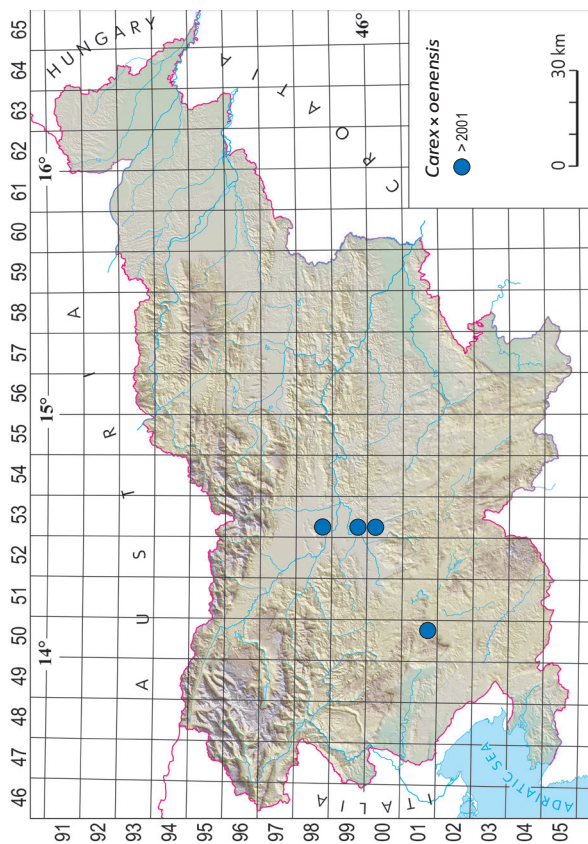 46 47 48 49 50 51 52 53 54 55 56 57 58 59 60 61 62 63 64 65
14° 15° 16°
91
92
93
94
95
96
97
98
99
00
01
02
03
04
05
AUSTRIA
HUNGARY
CROATIA
ITALIA
ADRIATIC SEA
46°
Carex × oenensis
> 2001
0 30 km